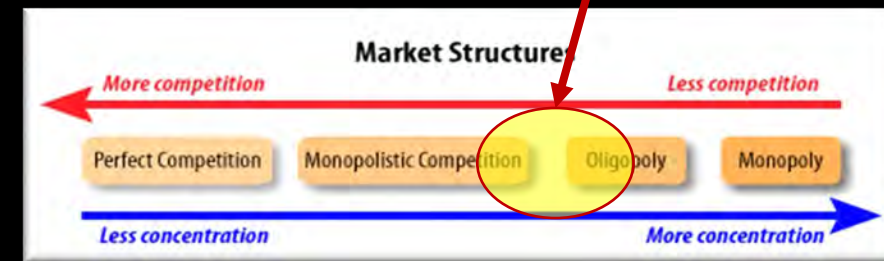 Market Structures
More competition
Less competition
Perfect Competition
Monopolistic Competition
Oligopoly
Monopoly
Less concentration
More concentration